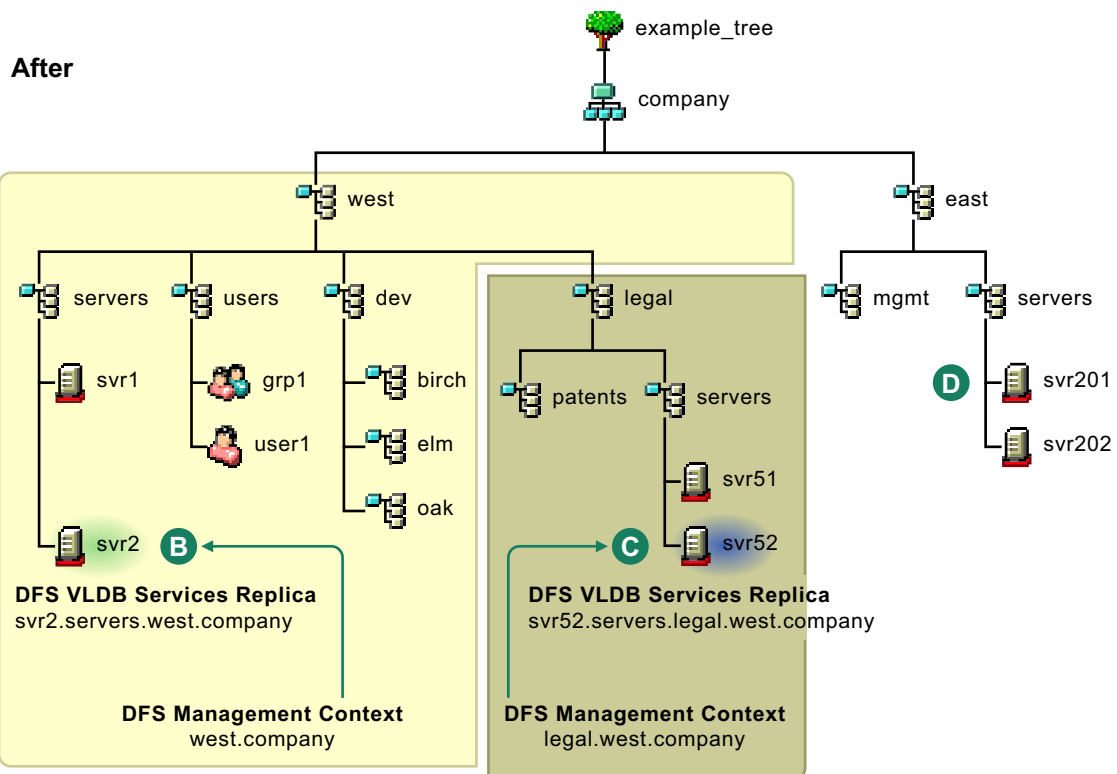 After
example_tree
company
west
east
servers
users
dev
legal
mgmt
servers
svr1
grp1
birch
patents
servers
D
svr201
user1
elm
svr202
svr51
oak
svr2
B
C
svr52
DFS VLDB Services Replica
svr2.servers.west.company
DFS VLDB Services Replica
svr52.servers.legal.west.company
DFS Management Context
west.company
DFS Management Context
legal.west.company